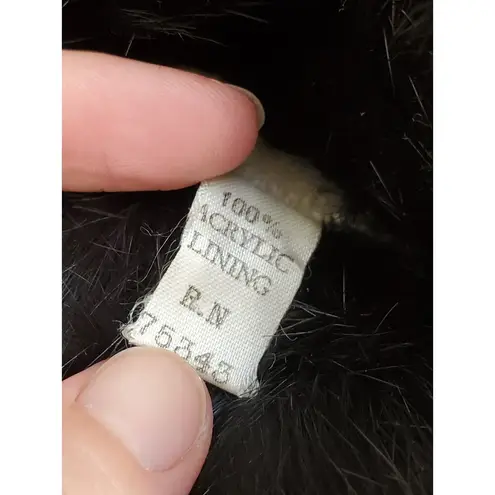 100%
ACRYLIC
LINING
R.N
75343